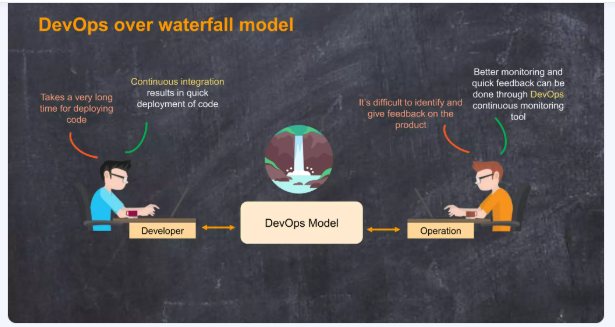 DevOps over waterfall model
Takes a very long
time for deploying
code
Continuous integration
results in quick
deployment of code
It's difficult to identify and
give feedback on the
product
Better monitoring and
quick feedback can be
done through DevOps
continuous monitoring
tool
Developer
DevOps Model
Operation